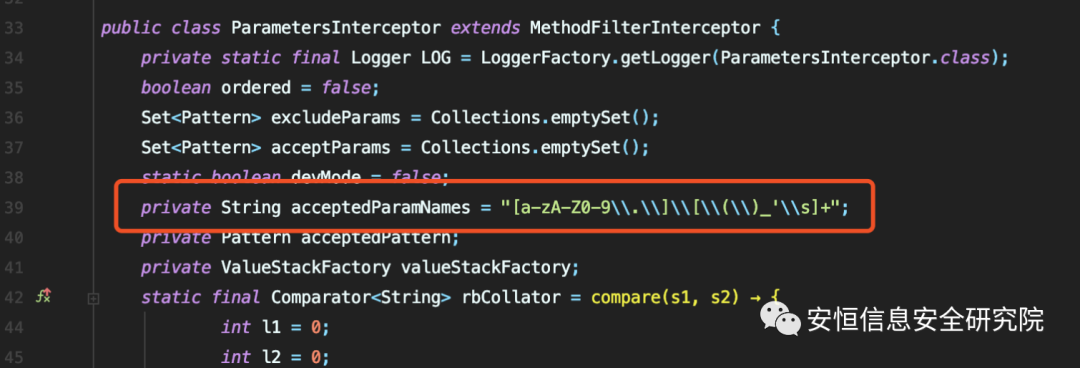 33 public class ParametersInterceptor extends MethodFilterInterceptor {
34 private static final Logger LOG = LoggerFactory.getLogger(ParametersInterceptor.class);
35 boolean ordered = false;
36 Set<Pattern> excludeParams = Collections.emptySet();
37 Set<Pattern> acceptParams = Collections.emptySet();
38 static boolean devMode = false;
39 private String acceptedParamNames = "[a-zA-Z0-9\\.\\]\\[\\(\\)_'\\s]+";
40 private Pattern acceptedPattern;
41 private ValueStackFactory valueStackFactory;
42 static final Comparator<String> rbCollator = compare(s1, s2) → {
44 int l1 = 0;
45 int l2 = 0;
安恒信息安全研究院